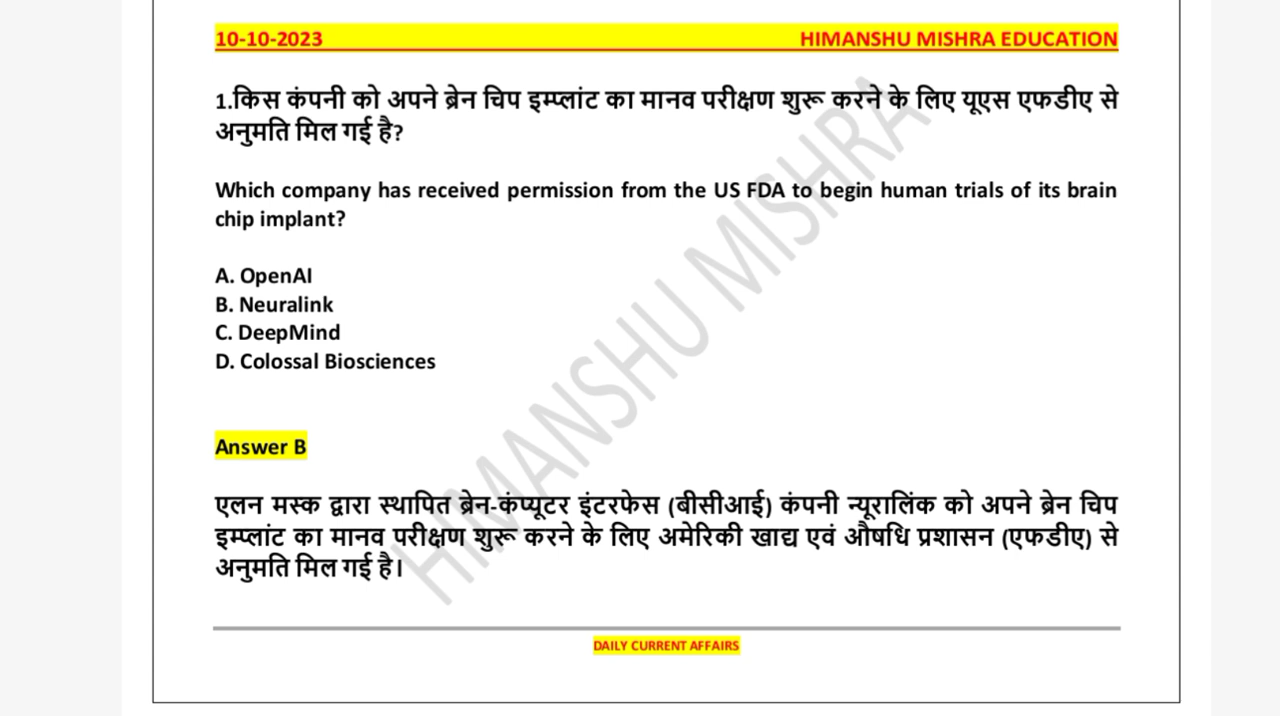 10-10-2023 HIMANSHU MISHRA EDUCATION
1.किस कंपनी को अपने ब्रेन चिप इम्प्लांट का मानव परीक्षण शुरू करने के लिए यूएस एफडीए से
अनुमति मिल गई है?
Which company has received permission from the US FDA to begin human trials of its brain
chip implant?
A. OpenAI
B. Neuralink
C. DeepMind
D. Colossal Biosciences
Answer B
एलन मस्क द्वारा स्थापित ब्रेन-कंप्यूटर इंटरफेस (बीसीआई) कंपनी न्यूरालिंक को अपने ब्रेन चिप
इम्प्लांट का मानव परीक्षण शुरू करने के लिए अमेरिकी खाद्य एवं औषधि प्रशासन (एफडीए) से
अनुमति मिल गई है।
HIMANSHU MISHRA
DAILY CURRENT AFFAIRS